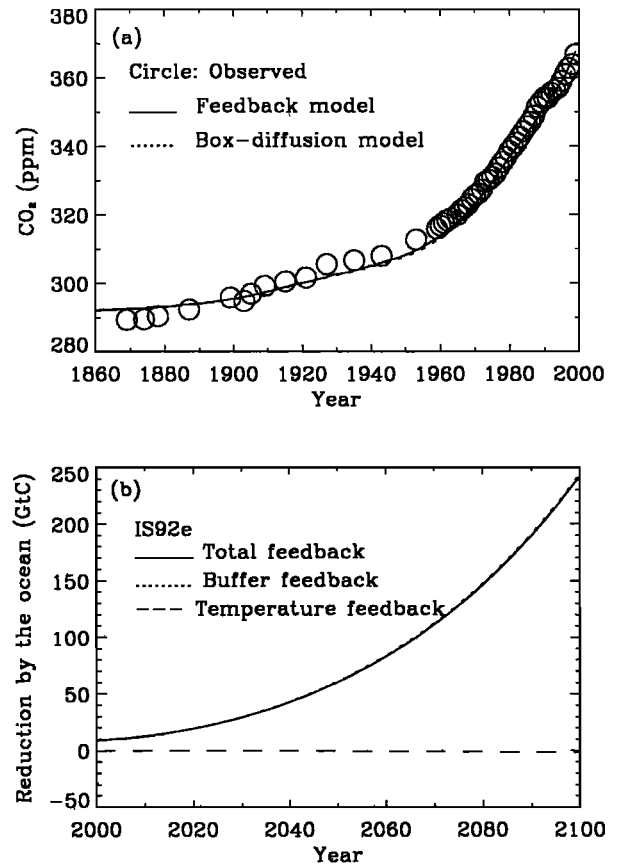 380
360
340
320
300
280
CO₂ (ppm)
(a)
Circle: Observed
Feedback model
Box-diffusion model
1860 1880 1900 1920 1940 1960 1980 2000
Year
250
200
150
100
50
0
-50
Reduction by the ocean (GtC)
(b)
IS92e
Total feedback
Buffer feedback
Temperature feedback
2000 2020 2040 2060 2080 2100
Year